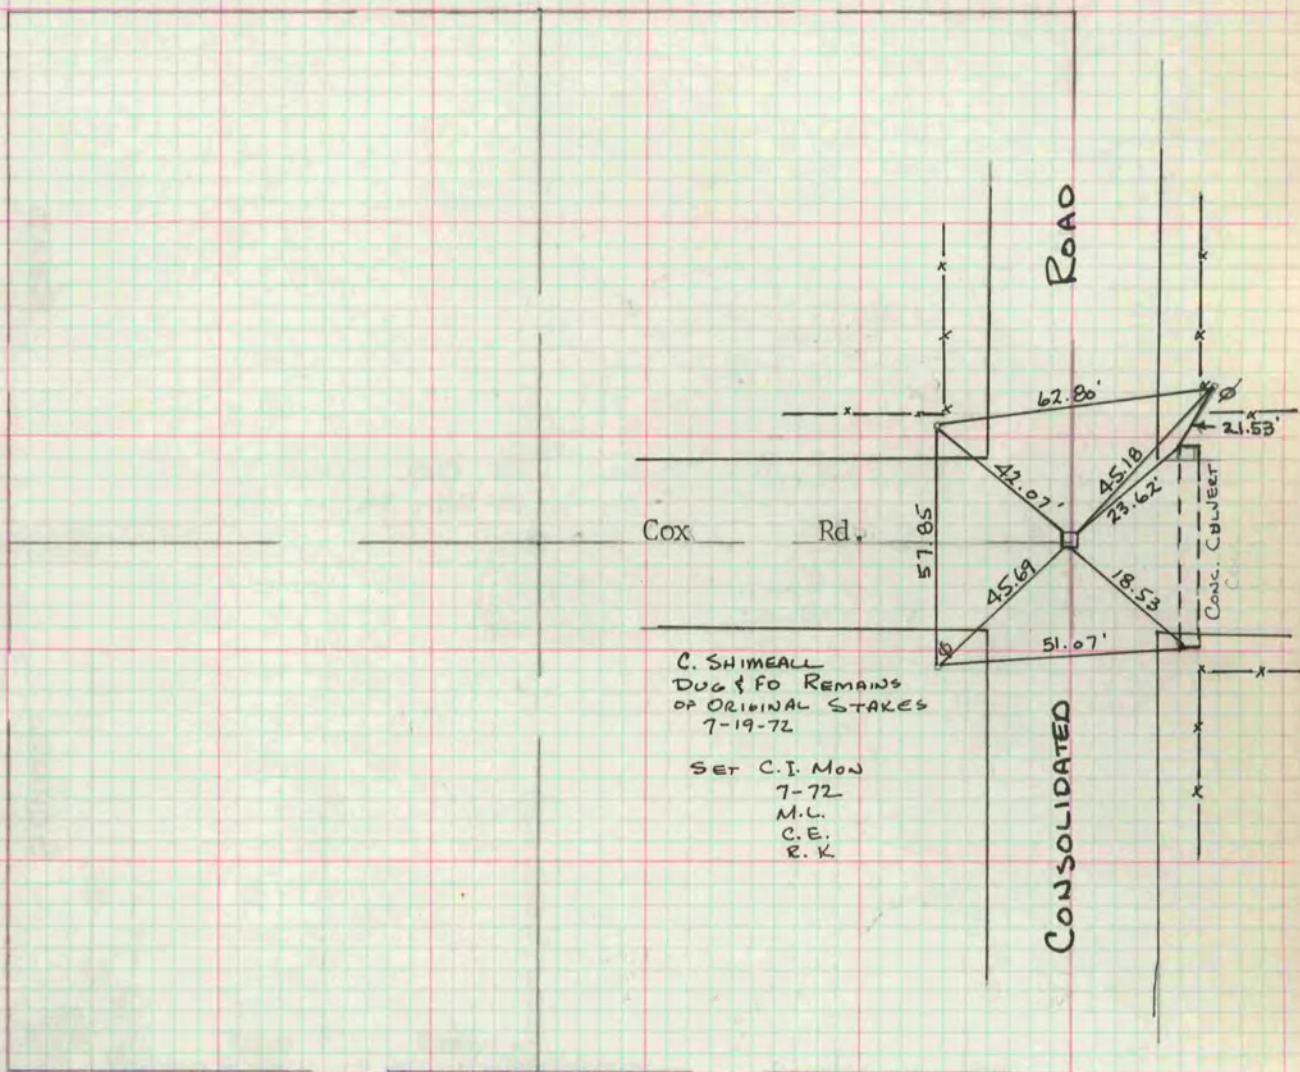 ROAD
62.80'
21.53'
42.07'
45.18
23.62'
57.85
Cox Rd.
CONC. CULVERT
45.69
18.53
51.07'
C. SHIMEALL
DUG & FD REMAINS
OF ORIGINAL STAKES
7-19-72
SET C.I. MON
7-72
M.L.
C.E.
R.K
CONSOLIDATED